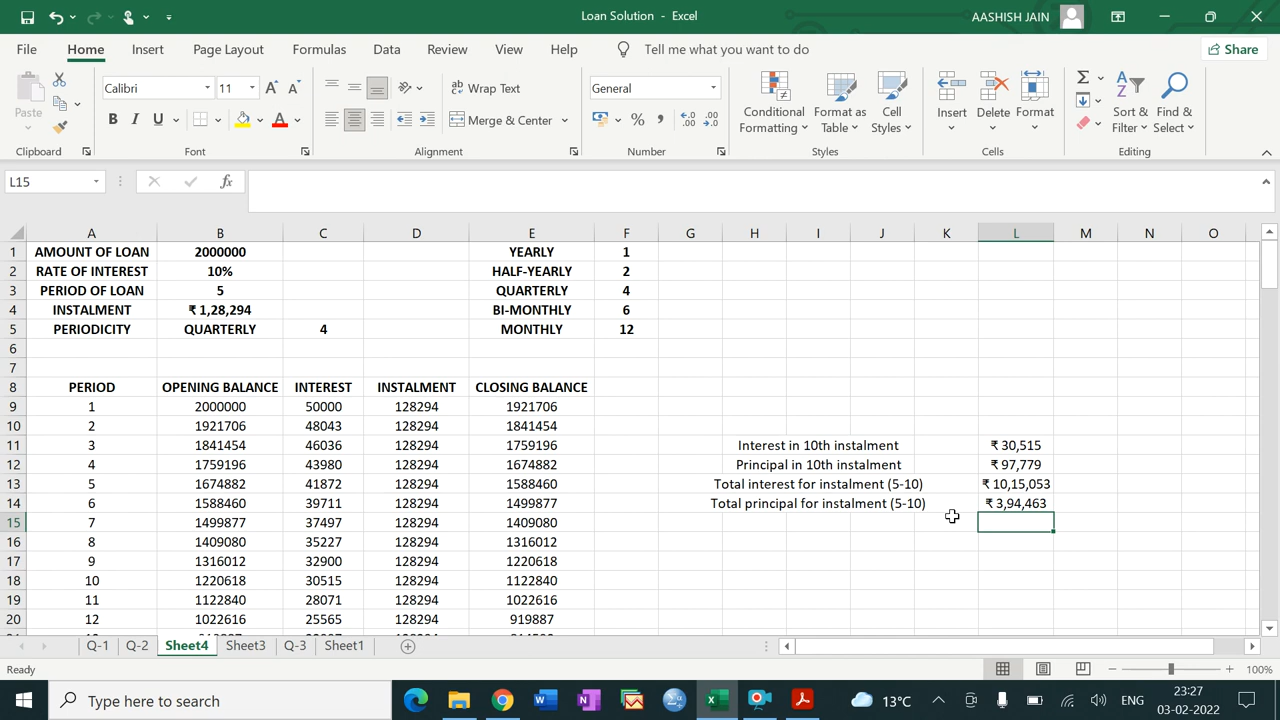 Loan Solution - Excel
AASHISH JAIN
File Home Insert Page Layout Formulas Data Review View Help Tell me what you want to do Share
Paste
Calibri 11
Wrap Text
Merge & Center
General
Conditional Formatting
Format as Table
Cell Styles
Insert
Delete
Format
Sort & Filter
Find & Select
Clipboard Font Alignment Number Styles Cells Editing
L15 fx
A B C D E F G H I J K L M N O
1 AMOUNT OF LOAN 2000000 YEARLY 1
2 RATE OF INTEREST 10% HALF-YEARLY 2
3 PERIOD OF LOAN 5 QUARTERLY 4
4 INSTALMENT ₹ 1,28,294 BI-MONTHLY 6
5 PERIODICITY QUARTERLY 4 MONTHLY 12
6
7
8 PERIOD OPENING BALANCE INTEREST INSTALMENT CLOSING BALANCE
9 1 2000000 50000 128294 1921706
10 2 1921706 48043 128294 1841454
11 3 1841454 46036 128294 1759196 Interest in 10th instalment ₹ 30,515
12 4 1759196 43980 128294 1674882 Principal in 10th instalment ₹ 97,779
13 5 1674882 41872 128294 1588460 Total interest for instalment (5-10) ₹ 10,15,053
14 6 1588460 39711 128294 1499877 Total principal for instalment (5-10) ₹ 3,94,463
15 7 1499877 37497 128294 1409080
16 8 1409080 35227 128294 1316012
17 9 1316012 32900 128294 1220618
18 10 1220618 30515 128294 1122840
19 11 1122840 28071 128294 1022616
20 12 1022616 25565 128294 919887
Q-1 Q-2 Sheet4 Sheet3 Q-3 Sheet1
Ready 100%
Type here to search
13°C
ENG
23:27
03-02-2022